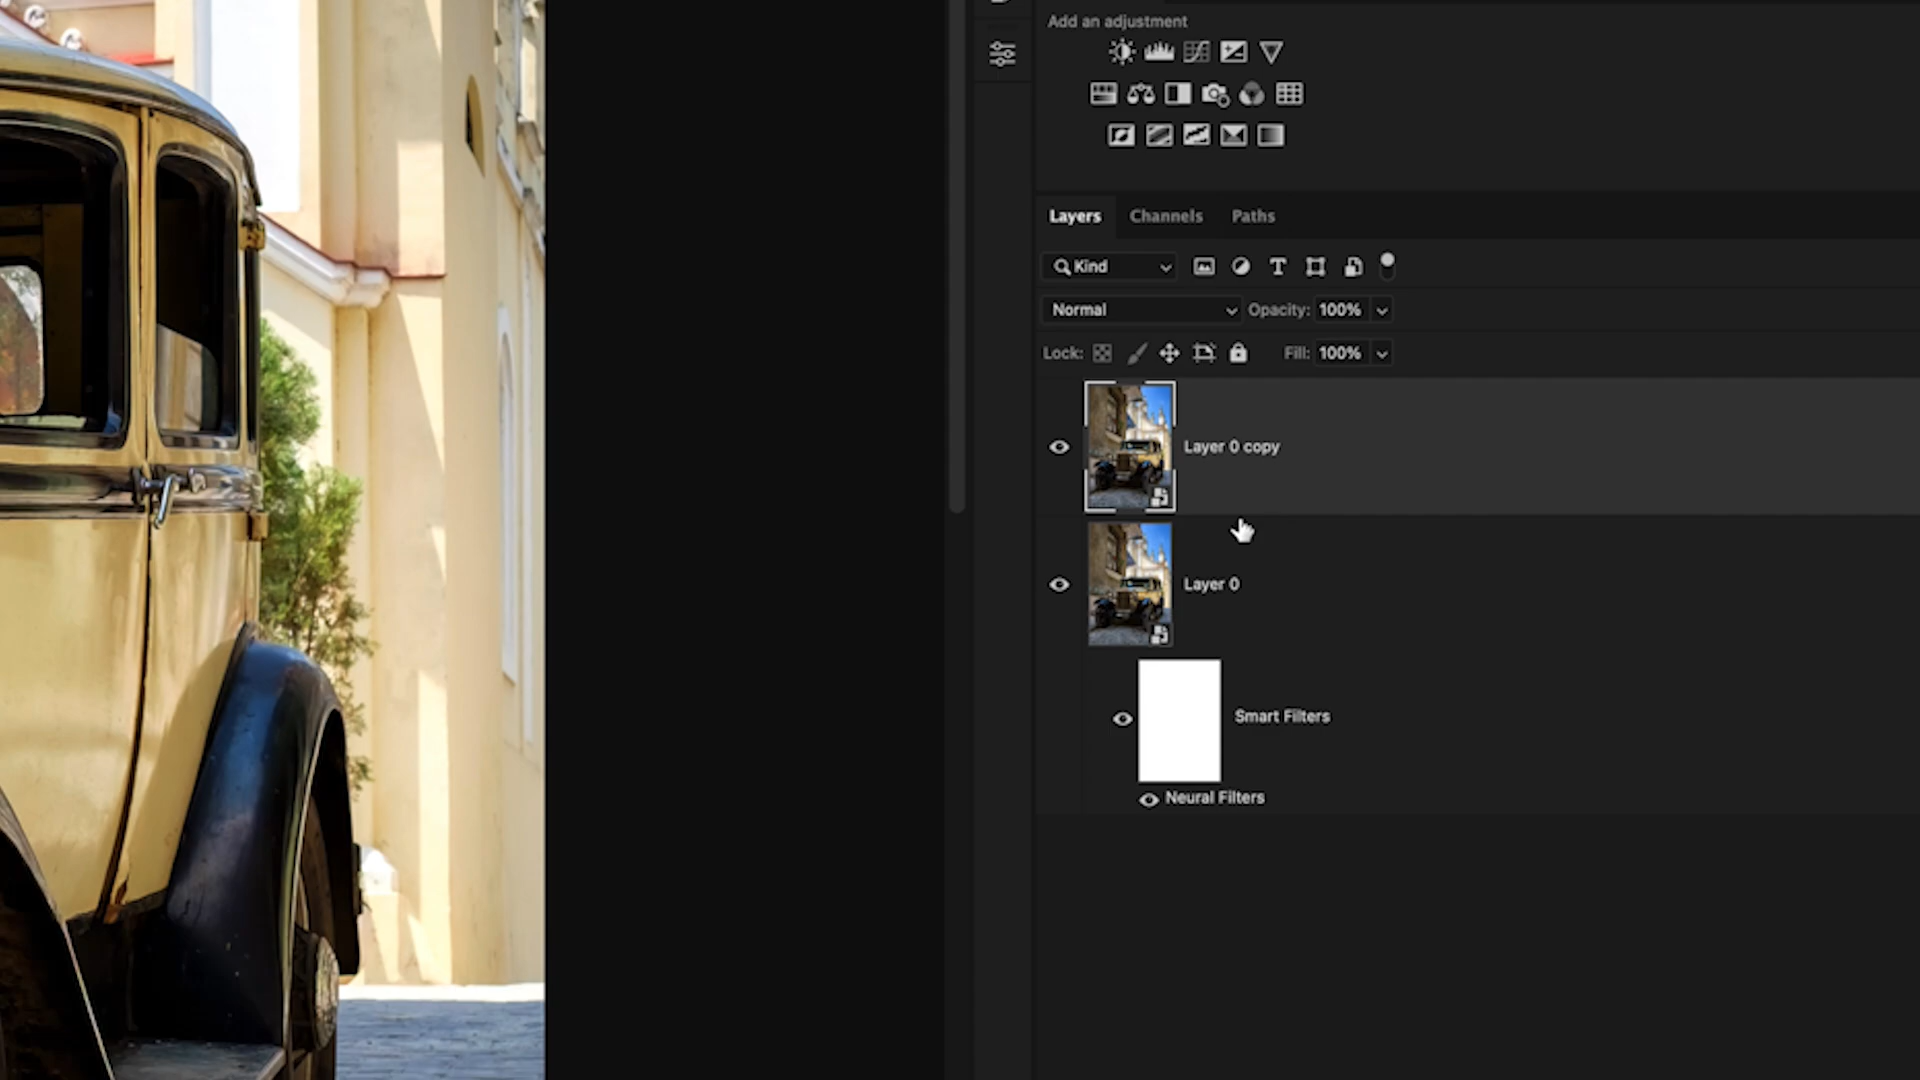 Add an adjustment
Layers Channels Paths
Kind
Normal Opacity: 100%
Lock: Fill: 100%
Layer 0 copy
Layer 0
Smart Filters
Neural Filters